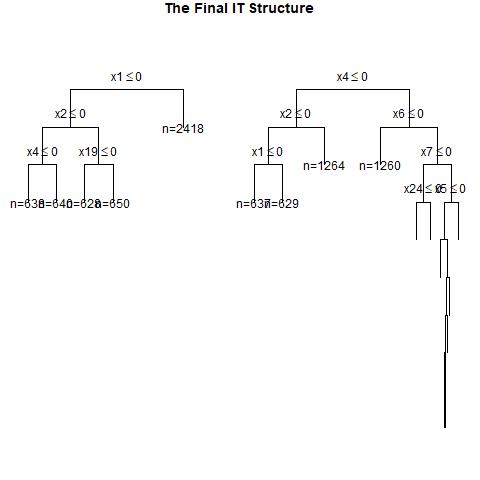 The Final IT Structure
x1 ≤ 0
x4 ≤ 0
x2 ≤ 0
x2 ≤ 0
x6 ≤ 0
n=2418
x4 ≤ 0
x19 ≤ 0
x1 ≤ 0
n=1264
n=1260
x7 ≤ 0
x24 ≤ 0
x5 ≤ 0
n=638
n=640
n=628
n=650
n=637
n=629